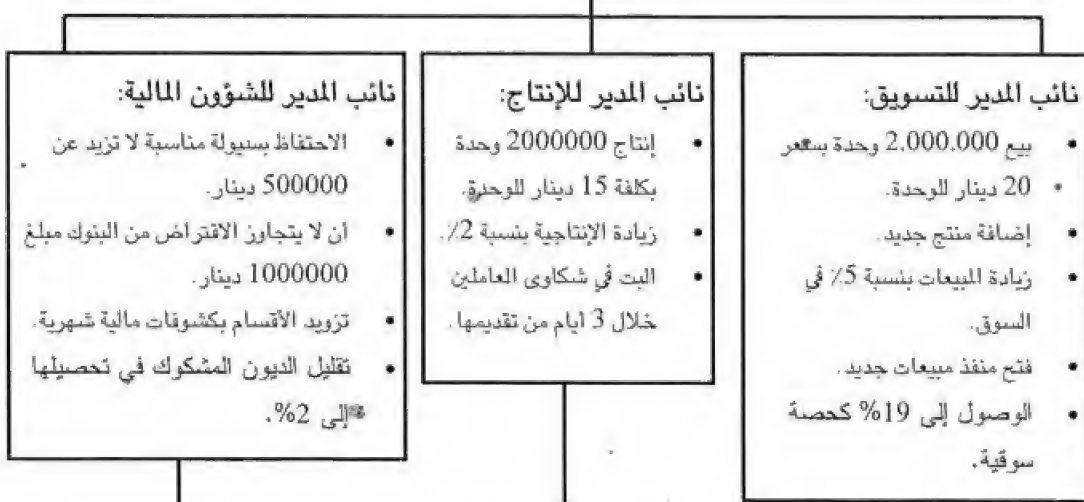 نائب المدير للتسويق:
• بيع 2.000.000 وحدة بسعر
• 20 دينار للوحدة.
• إضافة منتج جديد.
• زيادة المبيعات بنسبة 5٪ في
السوق.
• فتح منفذ مبيعات جديد.
• الوصول إلى 19% كحصة
سوقية.
نائب المدير للإنتاج:
• إنتاج 2000000 وحدة
بكلفة 15 دينار للوحدة.
• زيادة الإنتاجية بنسبة 2٪.
• البت في شكاوى العاملين
خلال 3 أيام من تقديمها.
نائب المدير للشؤون المالية:
• الاحتفاظ بسيولة مناسبة لا تزيد عن
500000 دينار.
• أن لا يتجاوز الاقتراض من البنوك مبلغ
1000000 دينار.
• تزويد الأقسام بكشوفات مالية شهرية.
• تقليل الديون المشكوك في تحصيلها
إلى 2%.